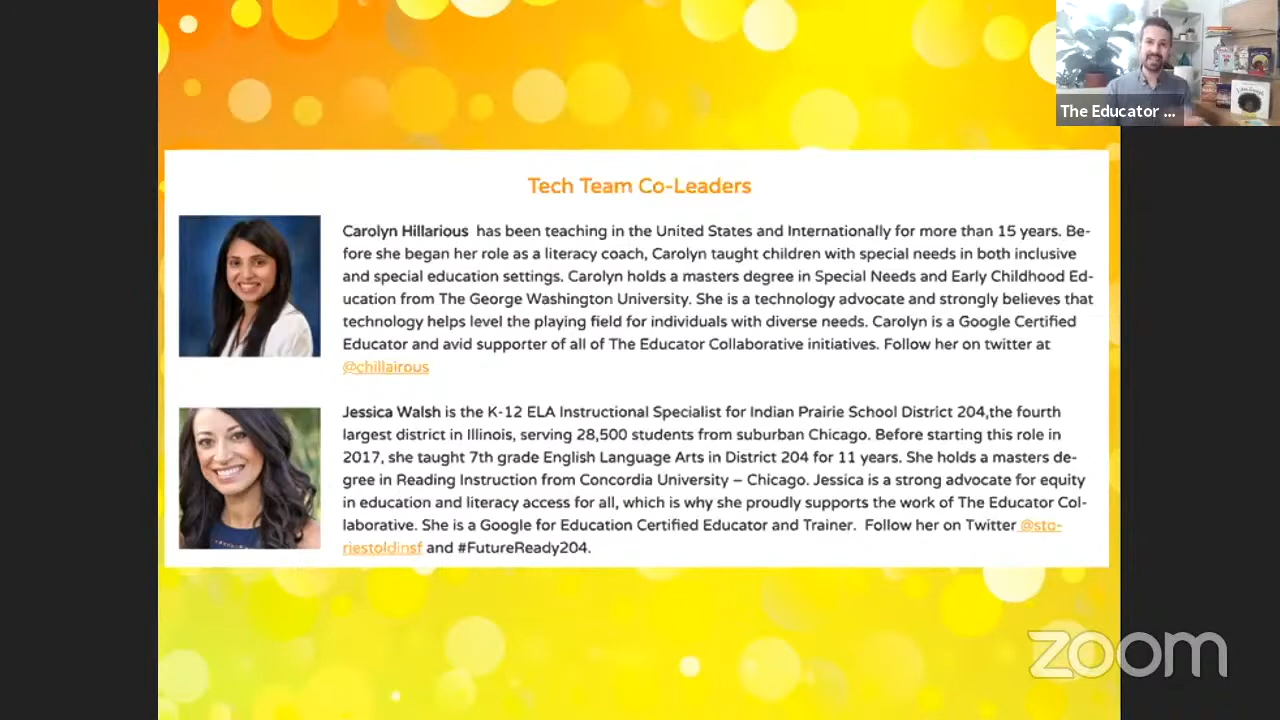 The Educator ...
Tech Team Co-Leaders
Carolyn Hillarious has been teaching in the United States and Internationally for more than 15 years. Be-
fore she began her role as a literacy coach, Carolyn taught children with special needs in both inclusive
and special education settings. Carolyn holds a masters degree in Special Needs and Early Childhood Ed-
ucation from The George Washington University. She is a technology advocate and strongly believes that
technology helps level the playing field for individuals with diverse needs. Carolyn is a Google Certified
Educator and avid supporter of all of The Educator Collaborative initiatives. Follow her on twitter at
@chillairous
Jessica Walsh is the K-12 ELA Instructional Specialist for Indian Prairie School District 204,the fourth
largest district in Illinois, serving 28,500 students from suburban Chicago. Before starting this role in
2017, she taught 7th grade English Language Arts in District 204 for 11 years. She holds a masters de-
gree in Reading Instruction from Concordia University – Chicago. Jessica is a strong advocate for equity
in education and literacy access for all, which is why she proudly supports the work of The Educator Col-
laborative. She is a Google for Education Certified Educator and Trainer. Follow her on Twitter @sto-
riestoldinsf and #FutureReady204.
zoom